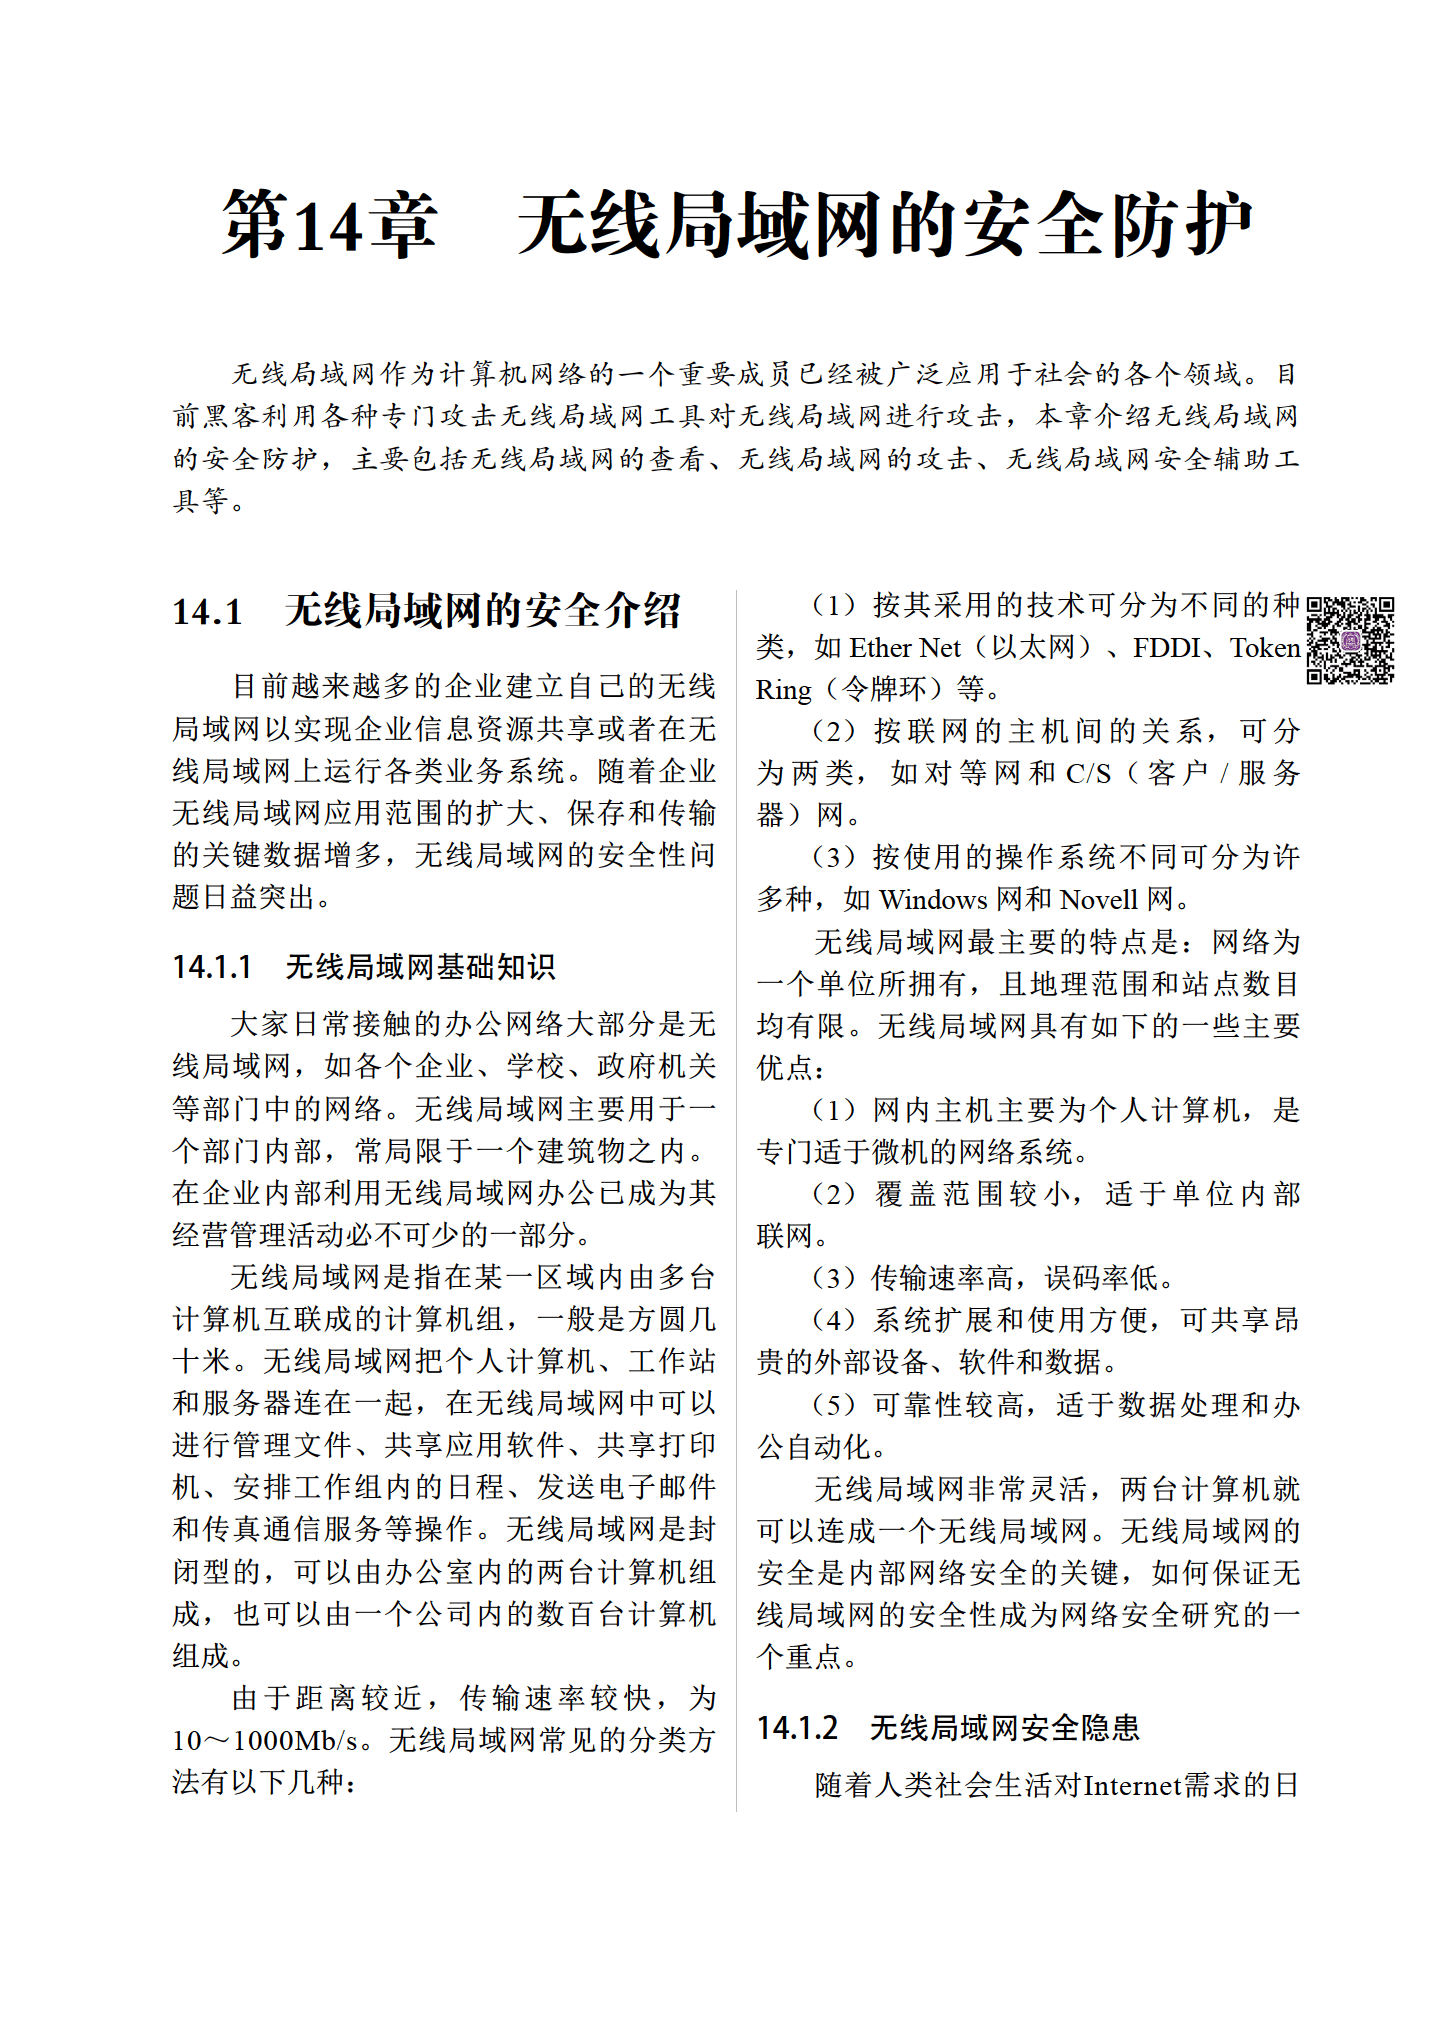 第14章　无线局域网的安全防护
无线局域网作为计算机网络的一个重要成员已经被广泛应用于社会的各个领域。目
前黑客利用各种专门攻击无线局域网工具对无线局域网进行攻击，本章介绍无线局域网
的安全防护，主要包括无线局域网的查看、无线局域网的攻击、无线局域网安全辅助工
具等。
14.1　无线局域网的安全介绍
目前越来越多的企业建立自己的无线
局域网以实现企业信息资源共享或者在无
线局域网上运行各类业务系统。随着企业
无线局域网应用范围的扩大、保存和传输
的关键数据增多，无线局域网的安全性问
题日益突出。
14.1.1　无线局域网基础知识
大家日常接触的办公网络大部分是无
线局域网，如各个企业、学校、政府机关
等部门中的网络。无线局域网主要用于一
个部门内部，常局限于一个建筑物之内。
在企业内部利用无线局域网办公已成为其
经营管理活动必不可少的一部分。
无线局域网是指在某一区域内由多台
计算机互联成的计算机组，一般是方圆几
十米。无线局域网把个人计算机、工作站
和服务器连在一起，在无线局域网中可以
进行管理文件、共享应用软件、共享打印
机、安排工作组内的日程、发送电子邮件
和传真通信服务等操作。无线局域网是封
闭型的，可以由办公室内的两台计算机组
成，也可以由一个公司内的数百台计算机
组成。
由于距离较近，传输速率较快，为
10～1000Mb/s。无线局域网常见的分类方
法有以下几种：
（1）按其采用的技术可分为不同的种
类，如 Ether Net（以太网）、FDDI、Token
Ring（令牌环）等。
（2）按联网的主机间的关系，可分
为两类，如对等网和 C/S（客户 / 服务
器）网。
（3）按使用的操作系统不同可分为许
多种，如 Windows 网和 Novell 网。
无线局域网最主要的特点是：网络为
一个单位所拥有，且地理范围和站点数目
均有限。无线局域网具有如下的一些主要
优点：
（1）网内主机主要为个人计算机，是
专门适于微机的网络系统。
（2）覆盖范围较小，适于单位内部
联网。
（3）传输速率高，误码率低。
（4）系统扩展和使用方便，可共享昂
贵的外部设备、软件和数据。
（5）可靠性较高，适于数据处理和办
公自动化。
无线局域网非常灵活，两台计算机就
可以连成一个无线局域网。无线局域网的
安全是内部网络安全的关键，如何保证无
线局域网的安全性成为网络安全研究的一
个重点。
14.1.2　无线局域网安全隐患
随着人类社会生活对Internet需求的日